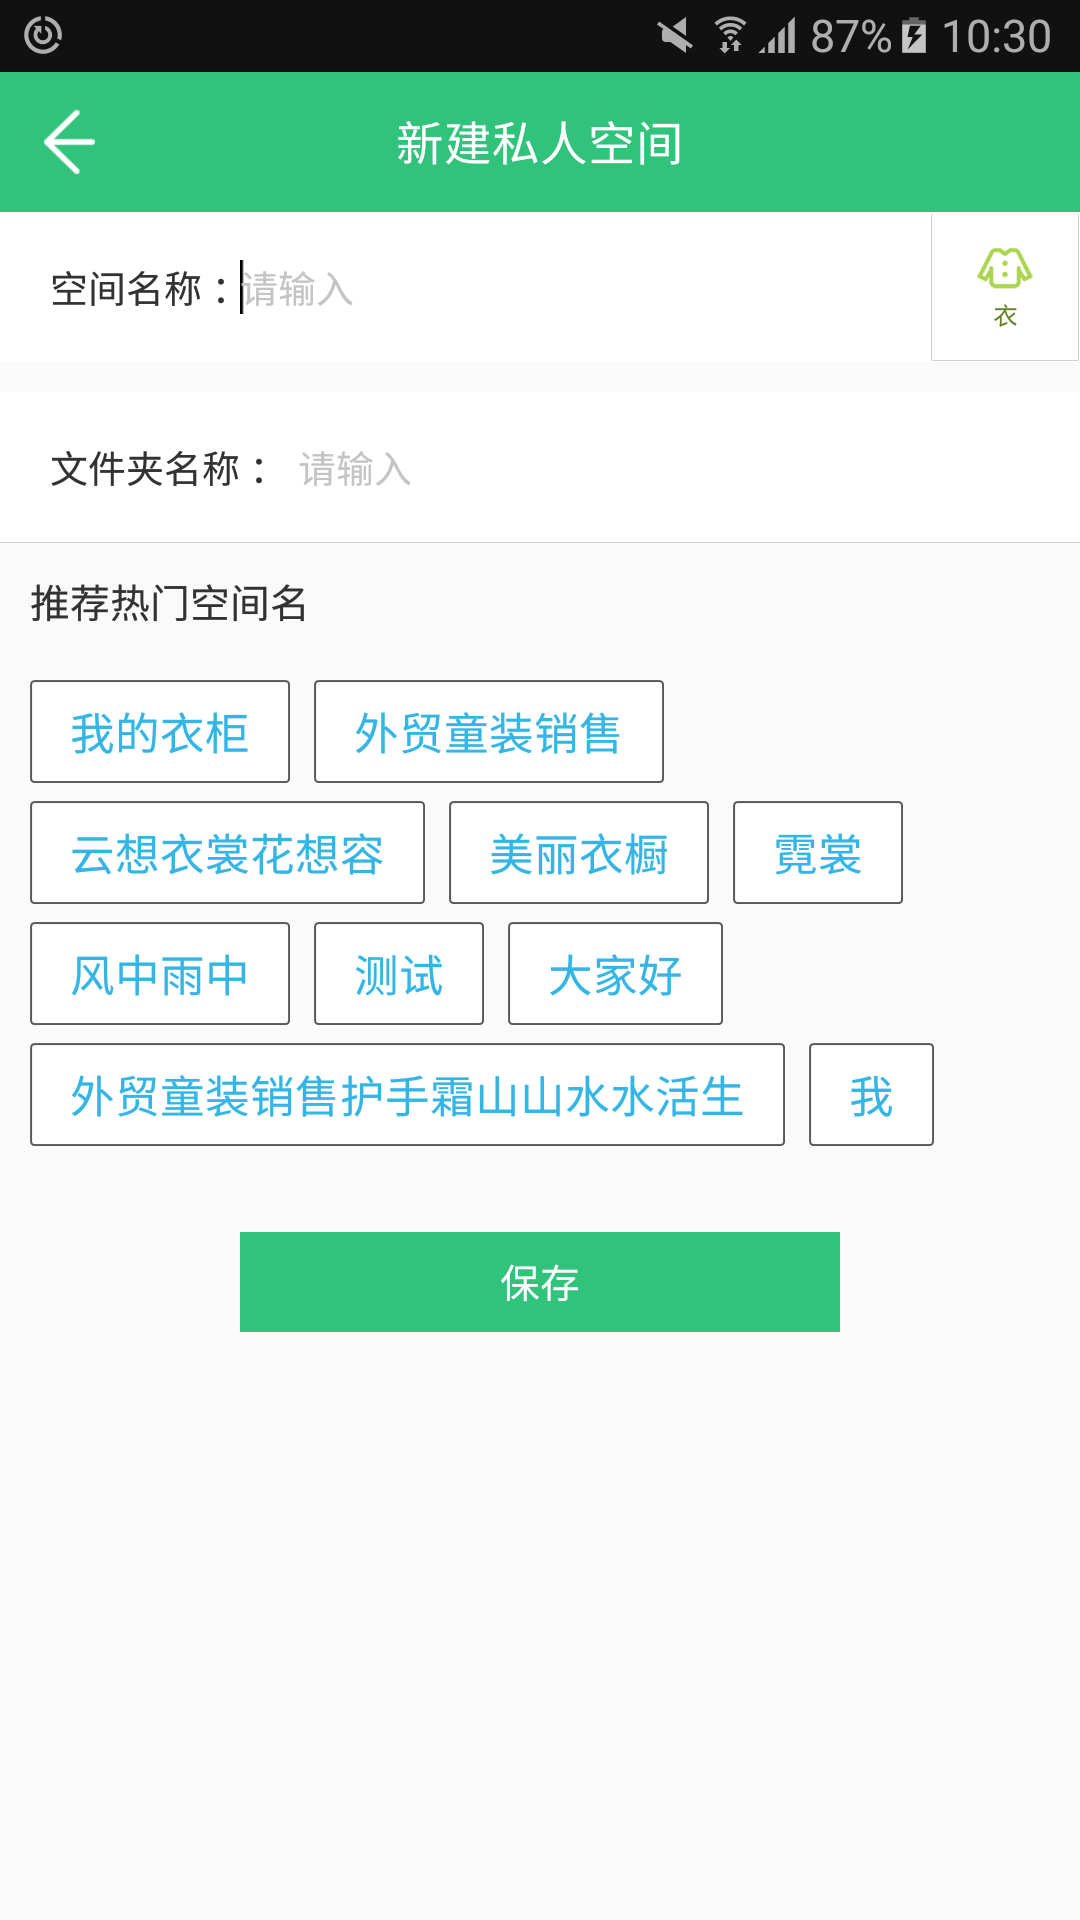 87% 10:30
新建私人空间
空间名称：请输入
衣
文件夹名称： 请输入
推荐热门空间名
我的衣柜 外贸童装销售
云想衣裳花想容 美丽衣橱 霓裳
风中雨中 测试 大家好
外贸童装销售护手霜山山水水活生 我
保存